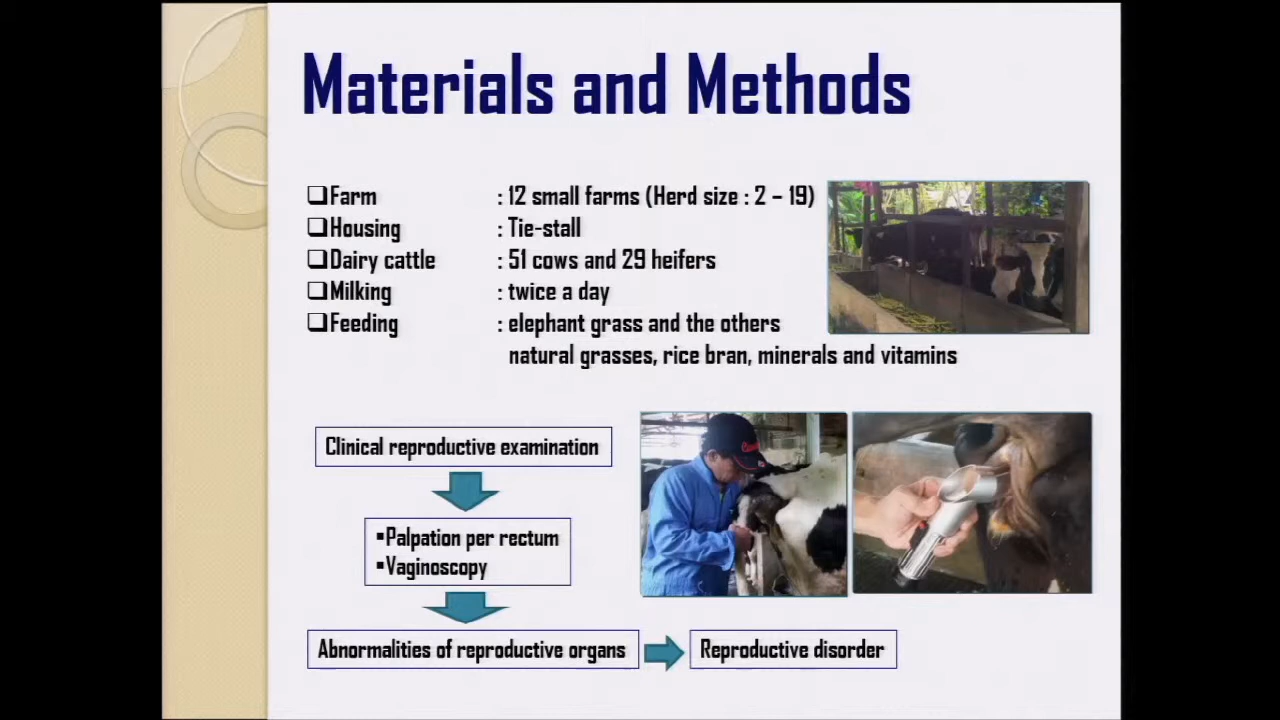 Materials and Methods
❑Farm : 12 small farms (Herd size : 2 – 19)
❑Housing : Tie-stall
❑Dairy cattle : 51 cows and 29 heifers
❑Milking : twice a day
❑Feeding : elephant grass and the others
natural grasses, rice bran, minerals and vitamins
Clinical reproductive examination
▪Palpation per rectum
▪Vaginoscopy
Abnormalities of reproductive organs
Reproductive disorder